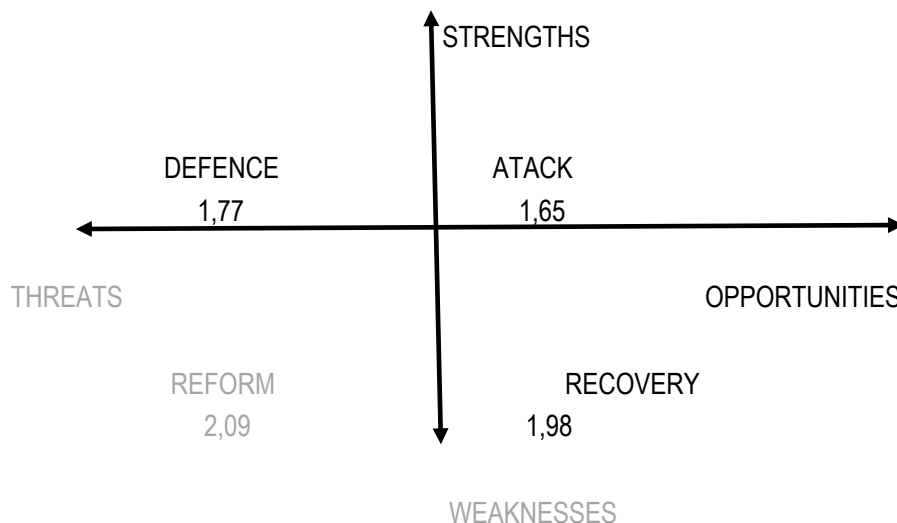 STRENGTHS
DEFENCE ATACK
1,77 1,65
THREATS OPPORTUNITIES
REFORM RECOVERY
2,09 1,98
WEAKNESSES